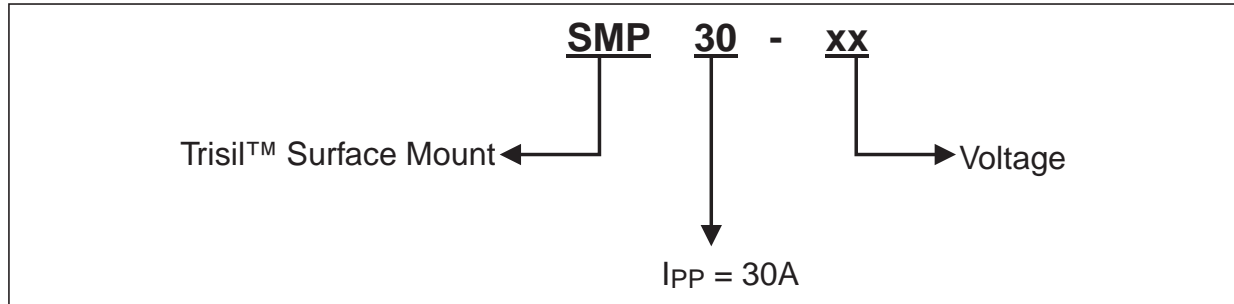 SMP 30 - xx
Trisil™ Surface Mount
Voltage
IPP = 30A